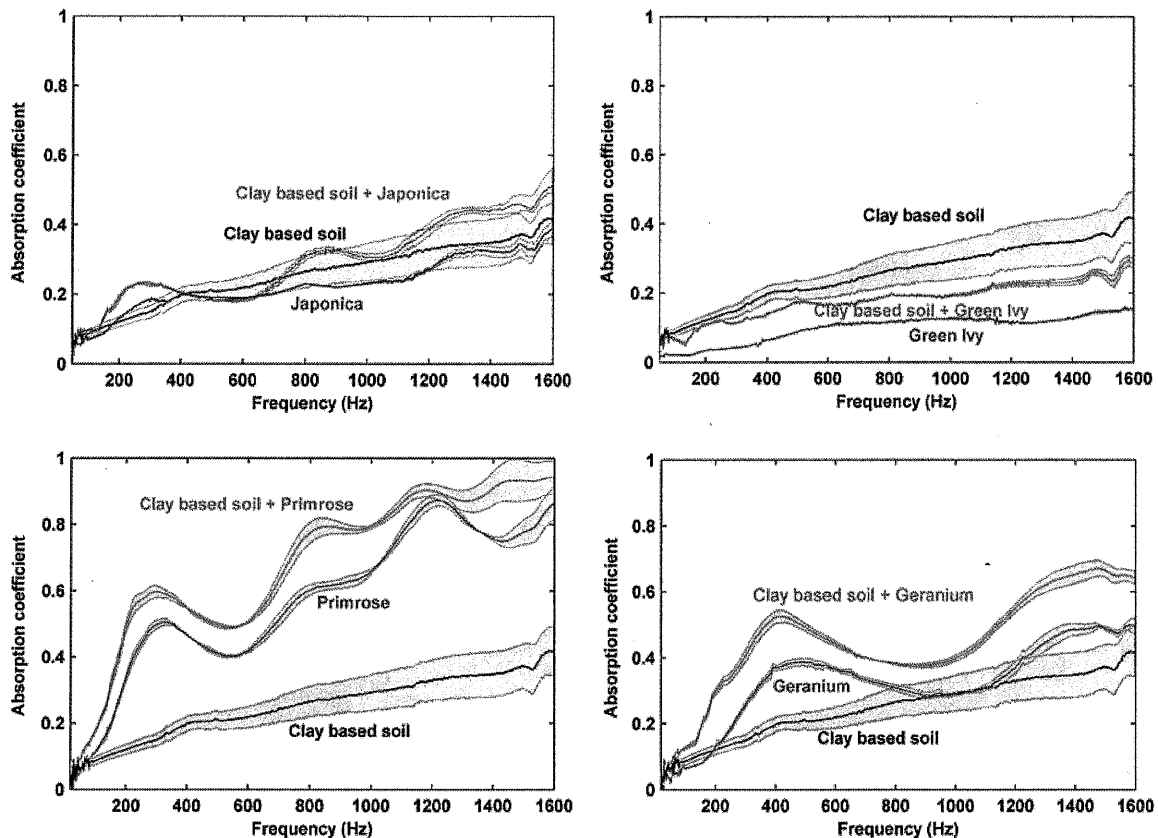 Absorption coefficient
1
0.8
0.6
0.4
0.2
0
Clay based soil + Japonica
Clay based soil
Japonica
200 400 600 800 1000 1200 1400 1600
Frequency (Hz)
Absorption coefficient
1
0.8
0.6
0.4
0.2
0
Clay based soil
Clay based soil + Green Ivy
Green Ivy
200 400 600 800 1000 1200 1400 1600
Frequency (Hz)
Absorption coefficient
1
0.8
0.6
0.4
0.2
0
Clay based soil + Primrose
Primrose
Clay based soil
200 400 600 800 1000 1200 1400 1600
Frequency (Hz)
Absorption coefficient
1
0.8
0.6
0.4
0.2
0
Clay based soil + Geranium
Geranium
Clay based soil
200 400 600 800 1000 1200 1400 1600
Frequency (Hz)